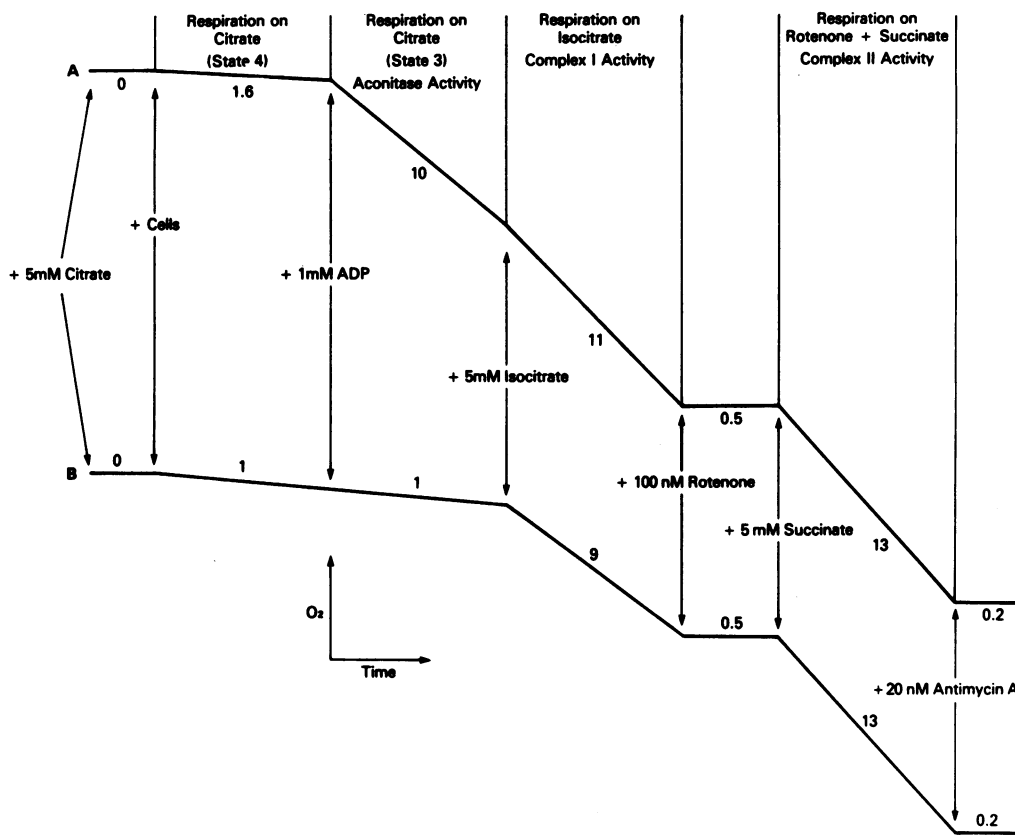 Respiration on
Citrate
(State 4)
Respiration on
Citrate
(State 3)
Aconitase Activity
Respiration on
Isocitrate
Complex I Activity
Respiration on
Rotenone + Succinate
Complex II Activity
A
0
1.6
10
11
0.5
13
0.2
+ Cells
+ 5mM Citrate
+ 1mM ADP
+ 5mM Isocitrate
+ 100 nM Rotenone
+ 5 mM Succinate
+ 20 nM Antimycin A
B
0
1
1
9
0.5
13
0.2
O₂
Time